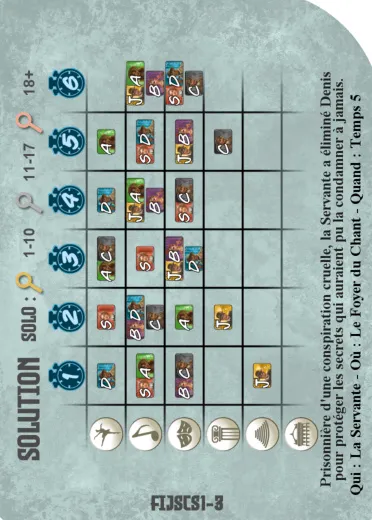 SOLUTION SOLO : 1-10 11-17 18+
1 2 3 4 5 6
D S A C D A
S A B D C S J A B S D J A B
B C A J B D B S J B S D C
J C
J
Prisonnière d'une conspiration cruelle, la Servante a éliminé Denis
pour protéger les secrets qui auraient pu la condamner à jamais.
Qui : La Servante - Où : Le Foyer du Chant - Quand : Temps 5
FIJSCS1-3